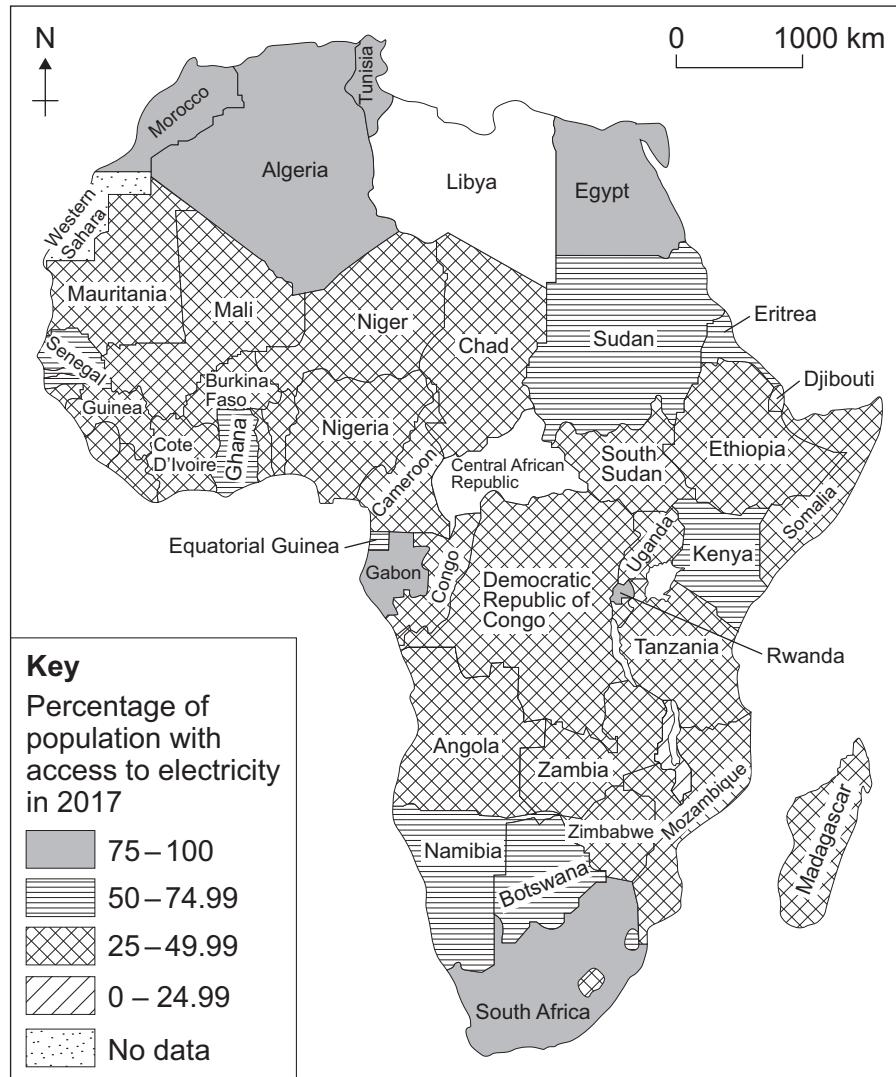 N
0 1000 km
Morocco
Tunisia
Algeria
Libya
Egypt
Western
Sahara
Mauritania
Mali
Niger
Chad
Sudan
Eritrea
Senegal
Djibouti
Burkina
Faso
Guinea
Nigeria
Ethiopia
Cote
D'Ivoire
Ghana
South
Sudan
Cameroon
Central African
Republic
Somalia
Equatorial Guinea
Uganda
Kenya
Gabon
Congo
Democratic
Republic of
Congo
Tanzania
Rwanda
Angola
Zambia
Mozambique
Zimbabwe
Madagascar
Namibia
Botswana
South Africa
Key
Percentage of
population with
access to electricity
in 2017
75 – 100
50 – 74.99
25 – 49.99
0 – 24.99
No data